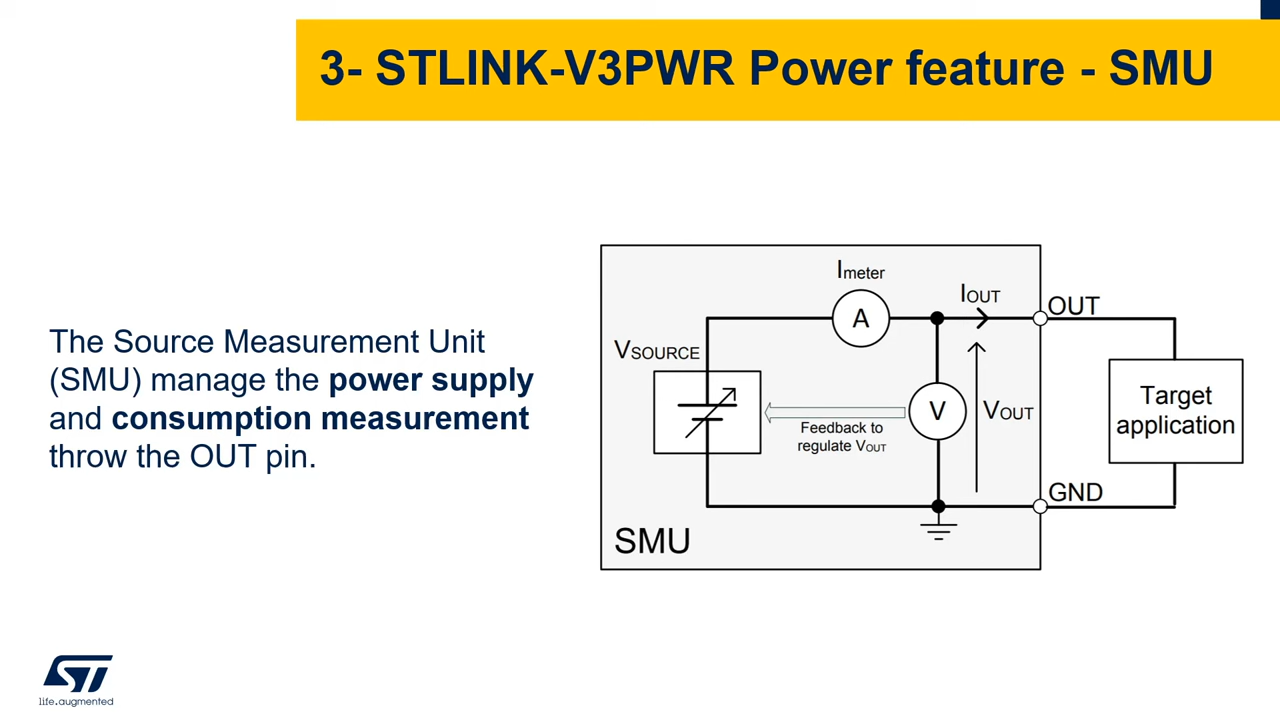 3- STLINK-V3PWR Power feature - SMU
The Source Measurement Unit
(SMU) manage the power supply
and consumption measurement
throw the OUT pin.
Imeter
A
IOUT
OUT
VSOURCE
V
VOUT
Feedback to
regulate VOUT
Target
application
GND
SMU
ST
life.augmented